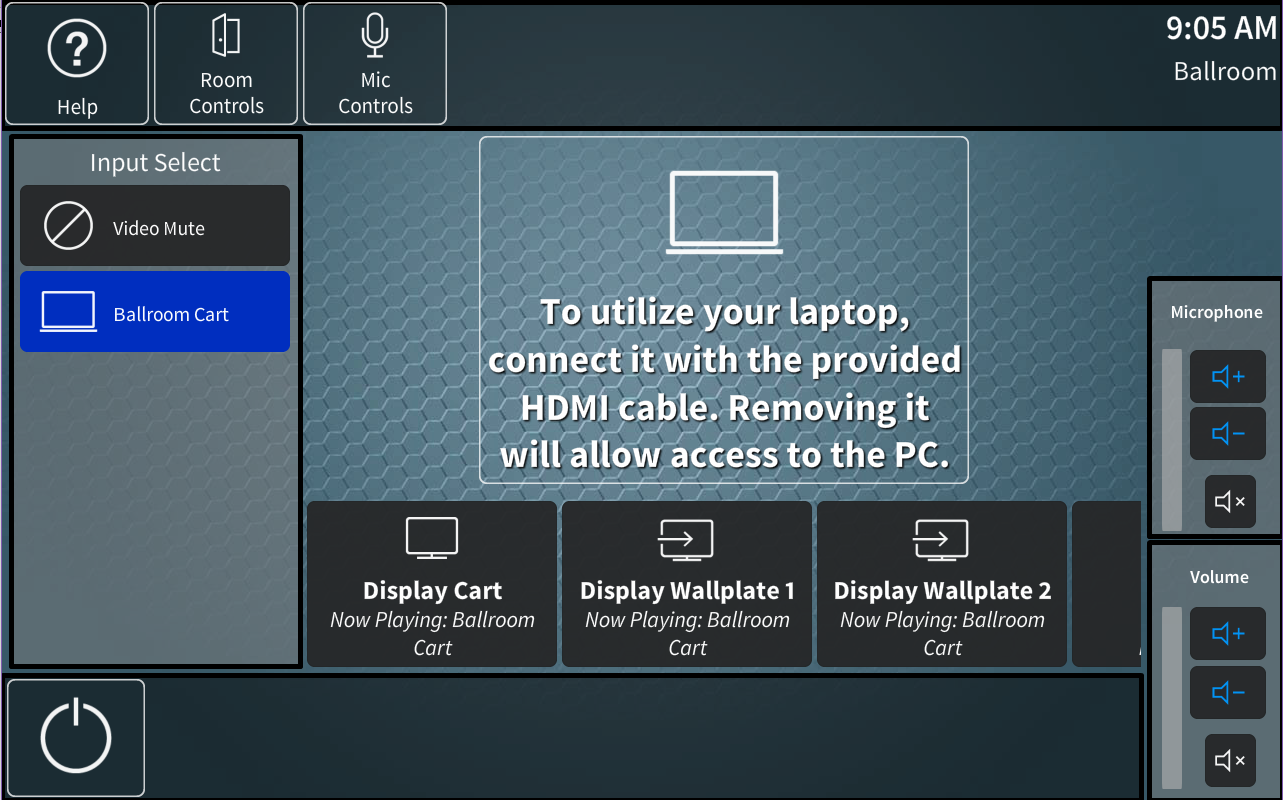 Help
Room
Controls
Mic
Controls
9:05 AM
Ballroom
Input Select
Video Mute
Ballroom Cart
To utilize your laptop,
connect it with the provided
HDMI cable. Removing it
will allow access to the PC.
Display Cart
Now Playing: Ballroom
Cart
Display Wallplate 1
Now Playing: Ballroom
Cart
Display Wallplate 2
Now Playing: Ballroom
Cart
Microphone
Volume